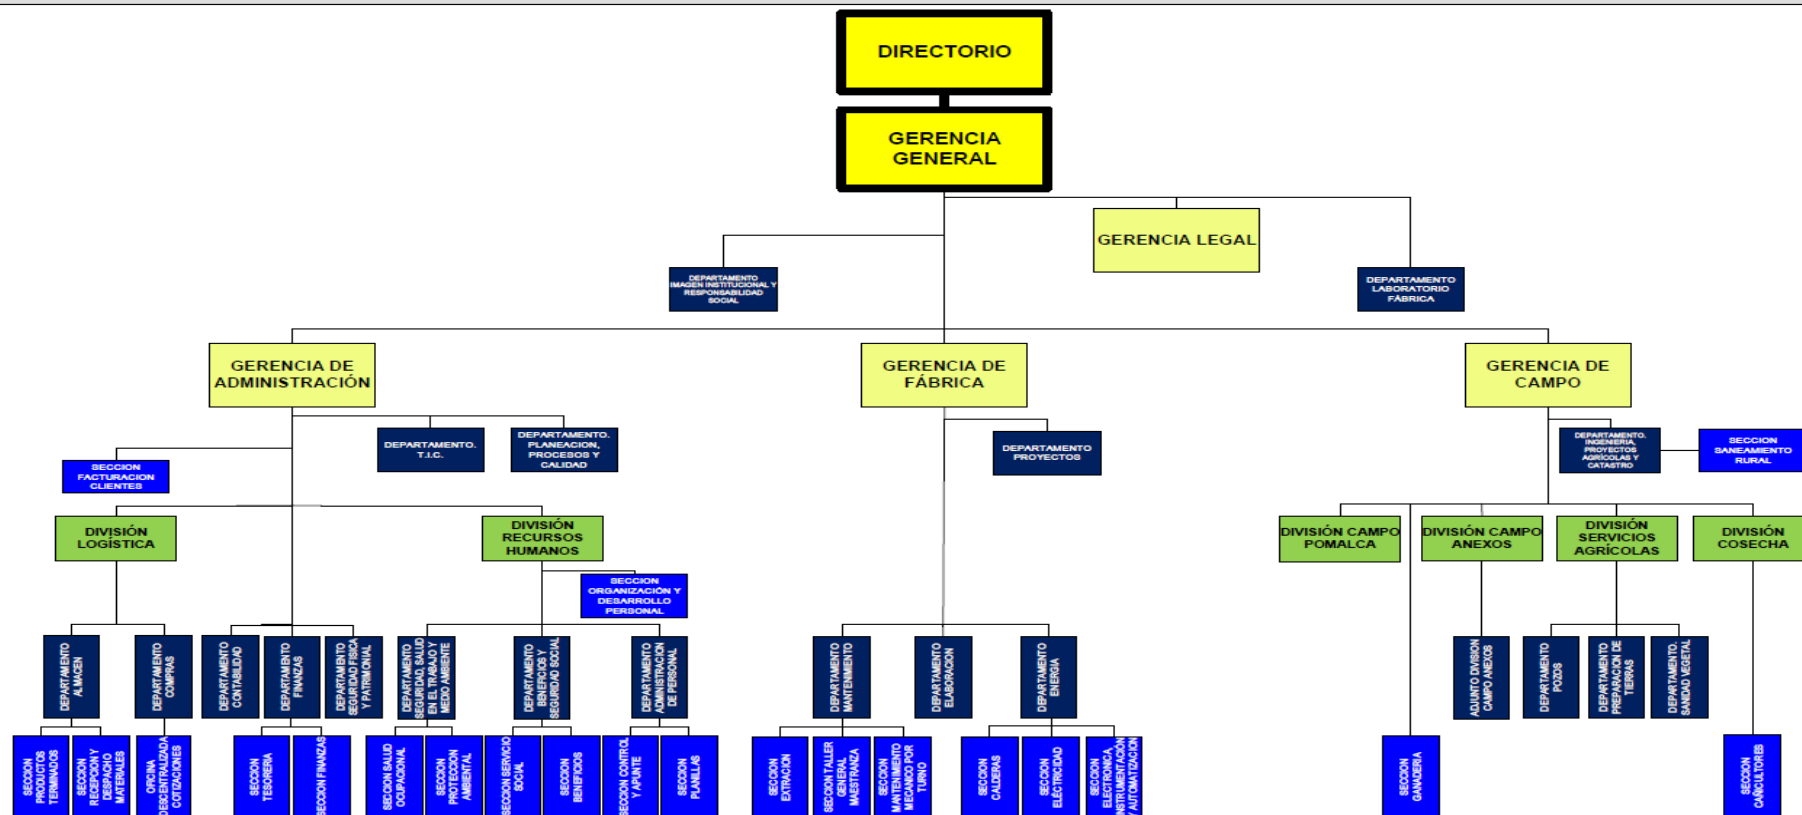 DIRECTORIO
GERENCIA
GENERAL
GERENCIA LEGAL
DEPARTAMENTO
IMAGEN INSTITUCIONAL Y
RESPONSABILIDAD
SOCIAL
DEPARTAMENTO
LABORATORIO
FÁBRICA
GERENCIA DE
ADMINISTRACIÓN
GERENCIA DE
FÁBRICA
GERENCIA DE
CAMPO
SECCION
FACTURACION
CLIENTES
DEPARTAMENTO.
T.I.C.
DEPARTAMENTO.
PLANEACION,
PROCESOS Y
CALIDAD
DEPARTAMENTO
PROYECTOS
DEPARTAMENTO.
INGENIERIA,
PROYECTOS
AGRÍCOLAS Y
CATASTRO
SECCION
SANEAMIENTO
RURAL
DIVISIÓN
LOGÍSTICA
DIVISIÓN
RECURSOS
HUMANOS
DIVISIÓN CAMPO
POMALCA
DIVISIÓN CAMPO
ANEXOS
DIVISIÓN
SERVICIOS
AGRÍCOLAS
DIVISIÓN
COSECHA
SECCION
ORGANIZACIÓN Y
DESARROLLO
PERSONAL
DEPARTAMENTO
ALMACEN
DEPARTAMENTO
COMPRAS
DEPARTAMENTO
CONTABILIDAD
DEPARTAMENTO
FINANZAS
DEPARTAMENTO
SEGURIDAD FISICA
Y PATRIMONIAL
DEPARTAMENTO
SEGURIDAD, SALUD
EN EL TRABAJO Y
MEDIO AMBIENTE
DEPARTAMENTO
BENEFICIOS Y
SEGURIDAD SOCIAL
DEPARTAMENTO
ADMINISTRACION
DE PERSONAL
DEPARTAMENTO
MANTENIMIENTO
DEPARTAMENTO
ELABORACION
DEPARTAMENTO
ENERGIA
ADJUNTO DIVISION
CAMPO ANEXOS
DEPARTAMENTO
POZOS
DEPARTAMENTO
PREPARACION DE
TIERRAS
DEPARTAMENTO.
SANIDAD VEGETAL
SECCION
PRODUCTOS
TERMINADOS
SECCION
RECEPCION Y
DESPACHO
MATERIALES
OFICINA
DESCENTRALIZADA
COTIZACIONES
SECCION
TESORERIA
SECCION FINANZAS
SECCION SALUD
OCUPACIONAL
SECCION
PROTECCION
AMBIENTAL
SECCION SERVICIO
SOCIAL
SECCION
BENEFICIOS
SECCION CONTROL
Y APUNTE
SECCION
PLANILLAS
SECCION
EXTRACION
SECCION TALLER
GENERAL
MAESTRANZA
SECCION
MANTENIMIENTO
MECANICO POR
TURNO
SECCION
CALDERAS
SECCION
ELÉCTRICIDAD
SECCION
ELECTRONICA,
INSTRUMENTACIÓN
Y AUTOMATIZACION
SECCION
GANADERIA
SECCION
CAÑICULTORES